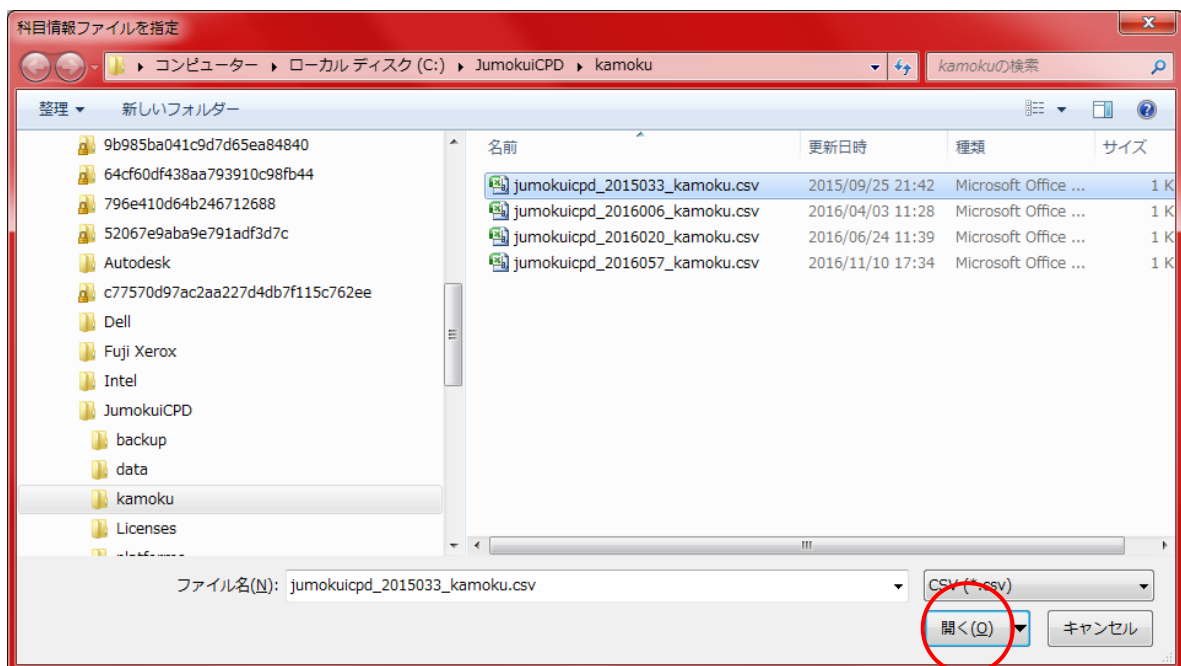 科目情報ファイルを指定
コンピューター ローカル ディスク (C:) JumokuiCPD kamoku kamokuの検索
整理 新しいフォルダー
名前 更新日時 種類 サイズ
9b985ba041c9d7d65ea84840
64cf60df438aa793910c98fb44
796e410d64b246712688
52067e9aba9e791adf3d7c
Autodesk
c77570d97ac2aa227d4db7f115c762ee
Dell
Fuji Xerox
Intel
JumokuiCPD
backup
data
kamoku
Licenses
jumokuicpd_2015033_kamoku.csv 2015/09/25 21:42 Microsoft Office ... 1 K
jumokuicpd_2016006_kamoku.csv 2016/04/03 11:28 Microsoft Office ... 1 K
jumokuicpd_2016020_kamoku.csv 2016/06/24 11:39 Microsoft Office ... 1 K
jumokuicpd_2016057_kamoku.csv 2016/11/10 17:34 Microsoft Office ... 1 K
ファイル名(N): jumokuicpd_2015033_kamoku.csv CSV (*.csv)
開く(O) キャンセル